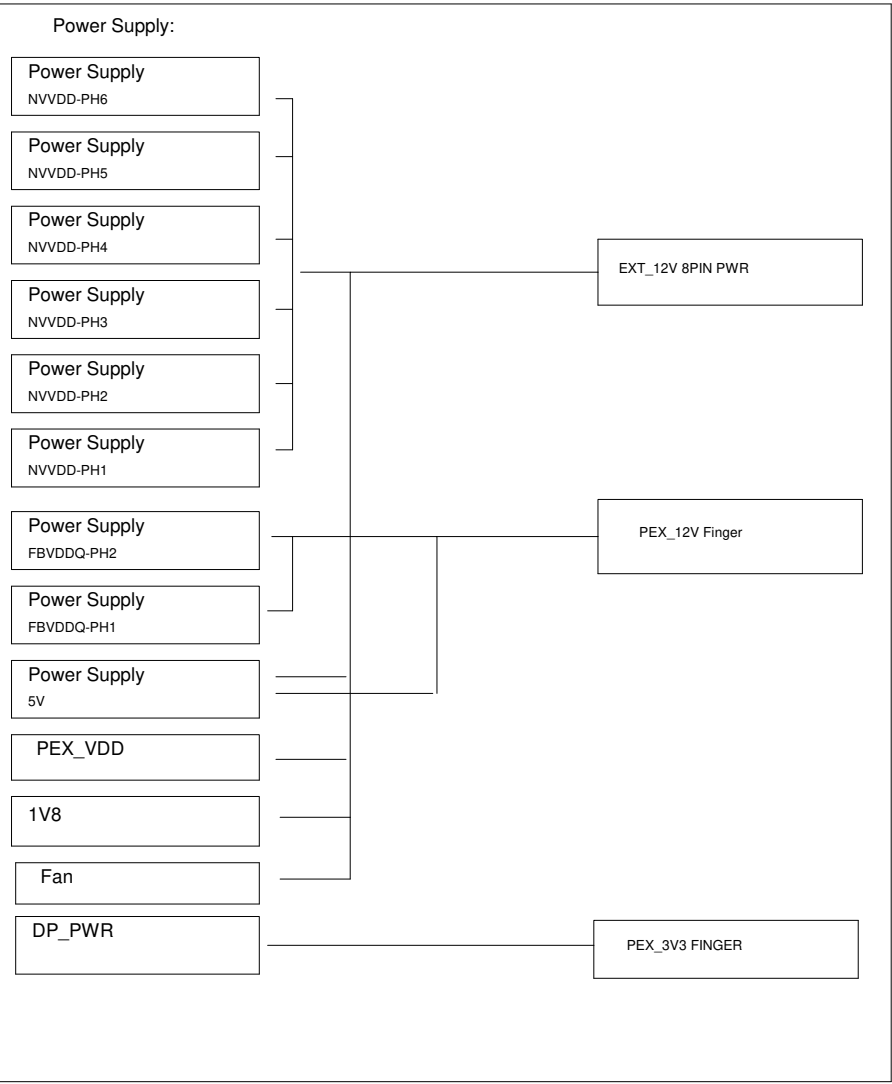 Power Supply:
Power Supply
NVVDD-PH6
Power Supply
NVVDD-PH5
Power Supply
NVVDD-PH4
EXT_12V 8PIN PWR
Power Supply
NVVDD-PH3
Power Supply
NVVDD-PH2
Power Supply
NVVDD-PH1
Power Supply
FBVDDQ-PH2
PEX_12V Finger
Power Supply
FBVDDQ-PH1
Power Supply
5V
PEX_VDD
1V8
Fan
DP_PWR
PEX_3V3 FINGER